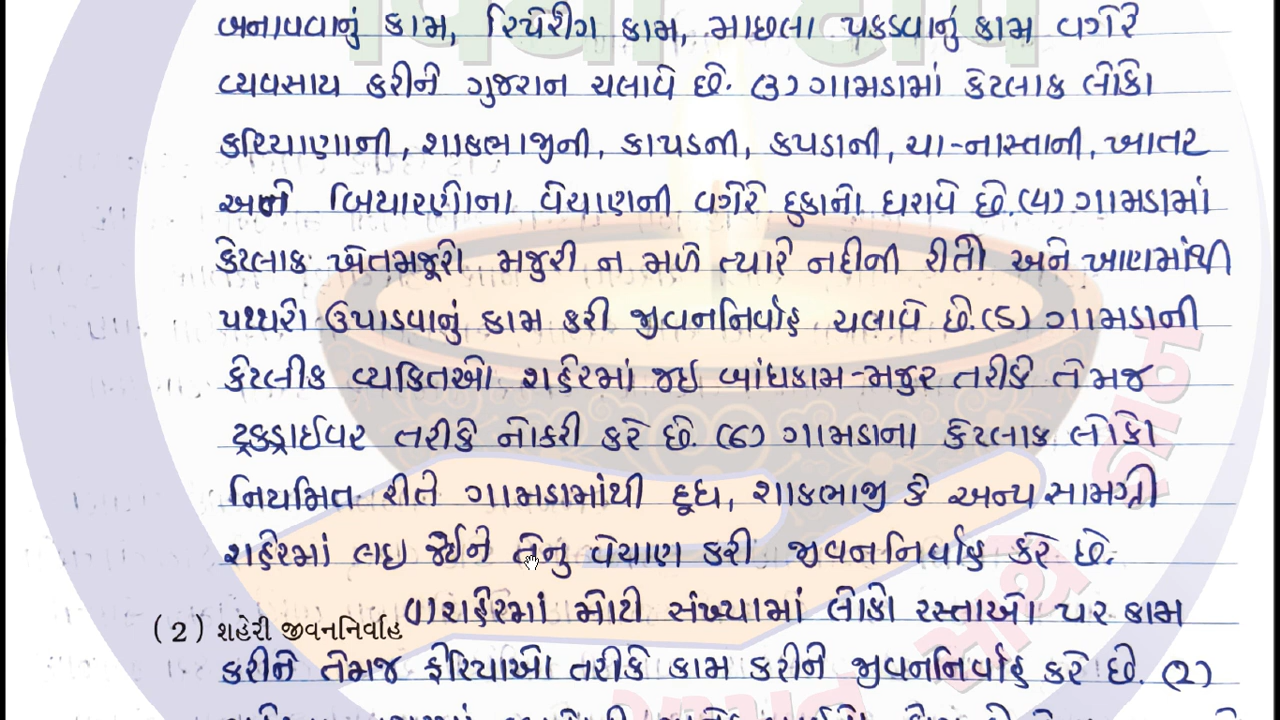 બનાવવાનું કામ, રિપેરીંગ કામ, માછલા પકડવાનું કામ વગેરે
વ્યવસાય કરીને ગુજરાન ચલાવે છે. (૩) ગામડામાં કેટલાક લોકો
કરિયાણાની, શાકભાજીની, કાપડની, કપડાની, ચા-નાસ્તાની, ખાતર
અને બિયારણોના વેચાણની વગેરે દુકાનો ધરાવે છે.(૪) ગામડામાં
કેટલાક ખેતમજૂરો મજુરી ન મળે ત્યારે નદીની રીતી અને ખાણમાંથી
પથ્થરો ઉપાડવાનું કામ કરી જીવનનિર્વાહ ચલાવે છે.(૫) ગામડાની
કેટલીક વ્યકિતઓ શહેરમાં જઇ બાંધકામ-મજુર તરીકે તેમજ
ટ્રકડ્રાઈવર તરીકે નોકરી કરે છે. (૬) ગામડાના કેટલાક લોકો
નિયમિત રીતે ગામડામાંથી દૂધ, શાકભાજી કે અન્ય સામગ્રી
શહેરમાં લઇ જઈને તેનુ વેચાણ કરી જીવનનિર્વાહ કરે છે.
(2) શહેરી જીવનનિર્વાહ (૧) શહેરમાં મોટી સંખ્યામાં લોકો રસ્તાઓ પર કામ
કરીને તેમજ ફેરિયાઓ તરીકે કામ કરીને જીવનનિર્વાહ કરે છે. (૨)